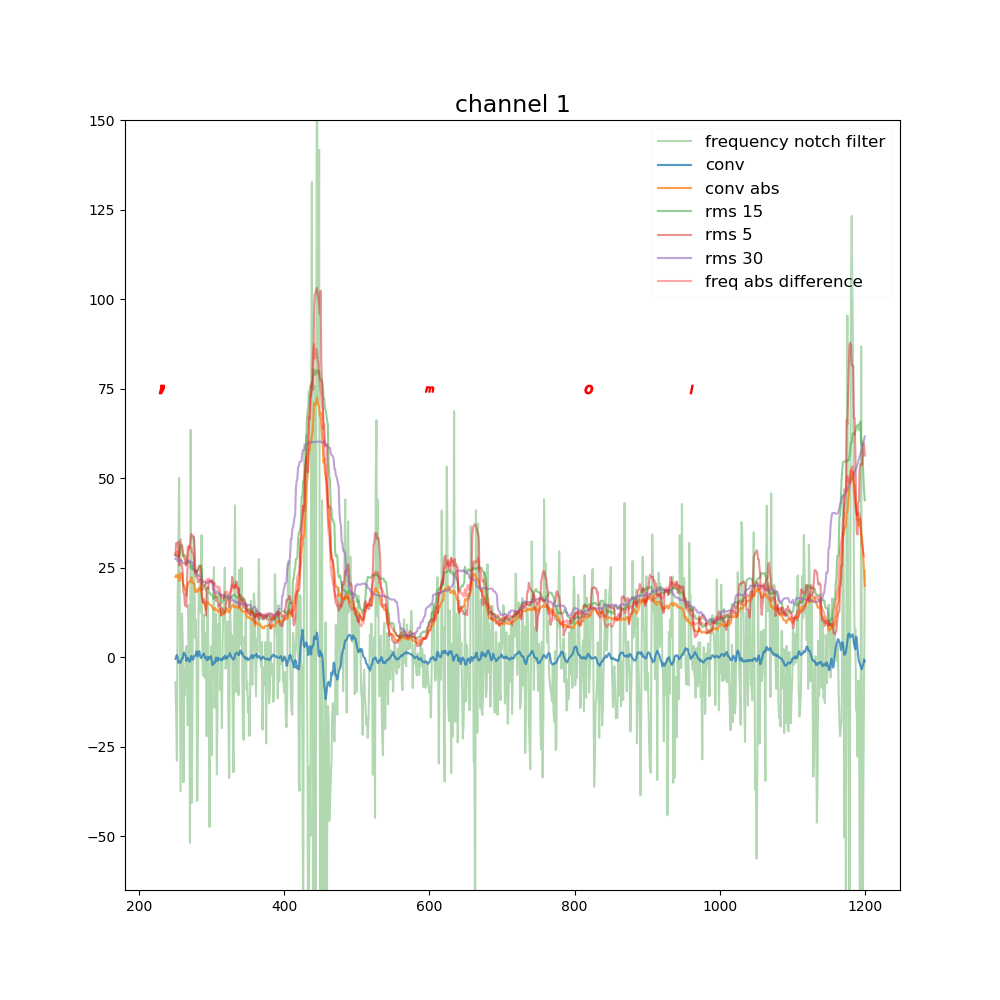 channel 1
150
125
100
75
50
25
0
−25
−50
frequency notch filter
conv
conv abs
rms 15
rms 5
rms 30
freq abs difference
m o l
200 400 600 800 1000 1200